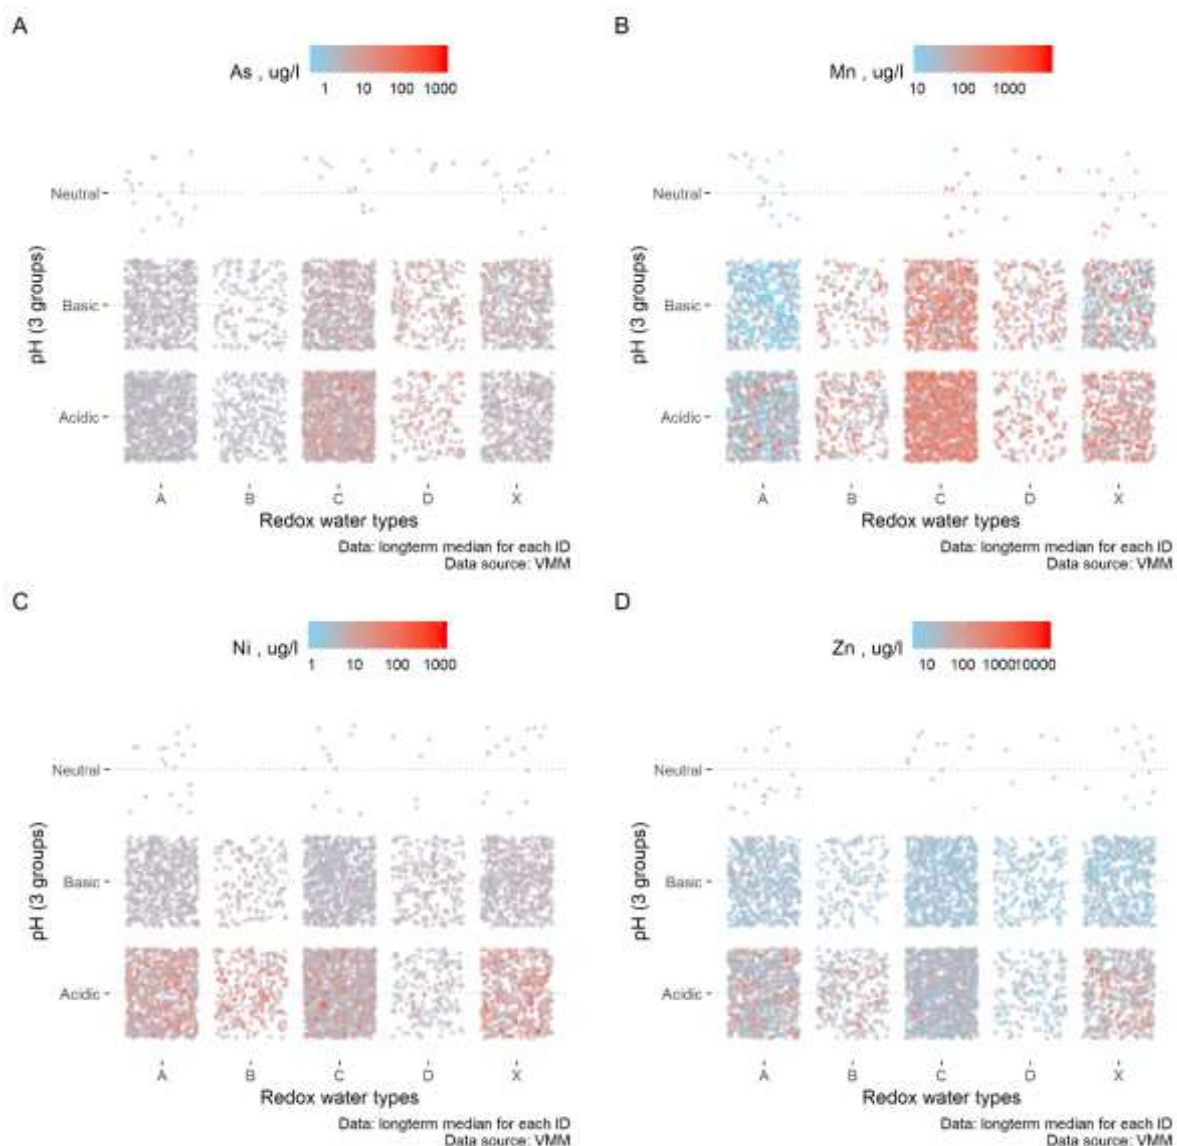 A
As , ug/l
1 10 100 1000
Neutral
Basic
Acidic
pH (3 groups)
A B C D X
Redox water types
Data: longterm median for each ID
Data source: VMM
B
Mn , ug/l
10 100 1000
Neutral
Basic
Acidic
pH (3 groups)
A B C D X
Redox water types
Data: longterm median for each ID
Data source: VMM
C
Ni , ug/l
1 10 100 1000
Neutral
Basic
Acidic
pH (3 groups)
A B C D X
Redox water types
Data: longterm median for each ID
Data source: VMM
D
Zn , ug/l
10 100 1000 10000
Neutral
Basic
Acidic
pH (3 groups)
A B C D X
Redox water types
Data: longterm median for each ID
Data source: VMM